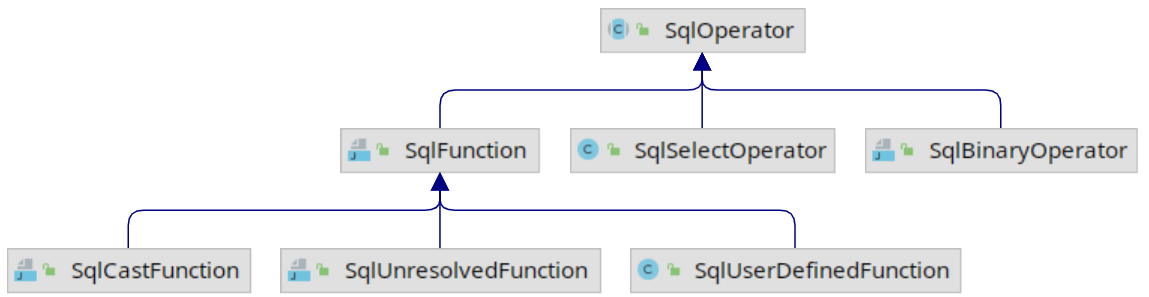 SqlOperator
SqlFunction
SqlSelectOperator
SqlBinaryOperator
SqlCastFunction
SqlUnresolvedFunction
SqlUserDefinedFunction